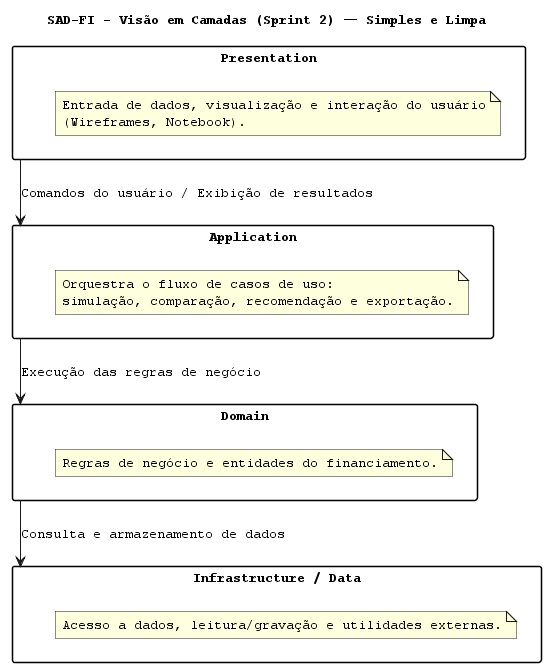 SAD-FI - Visão em Camadas (Sprint 2) — Simples e Limpa
Presentation
Entrada de dados, visualização e interação do usuário
(Wireframes, Notebook).
Comandos do usuário / Exibição de resultados
Application
Orquestra o fluxo de casos de uso:
simulação, comparação, recomendação e exportação.
Execução das regras de negócio
Domain
Regras de negócio e entidades do financiamento.
Consulta e armazenamento de dados
Infrastructure / Data
Acesso a dados, leitura/gravação e utilidades externas.